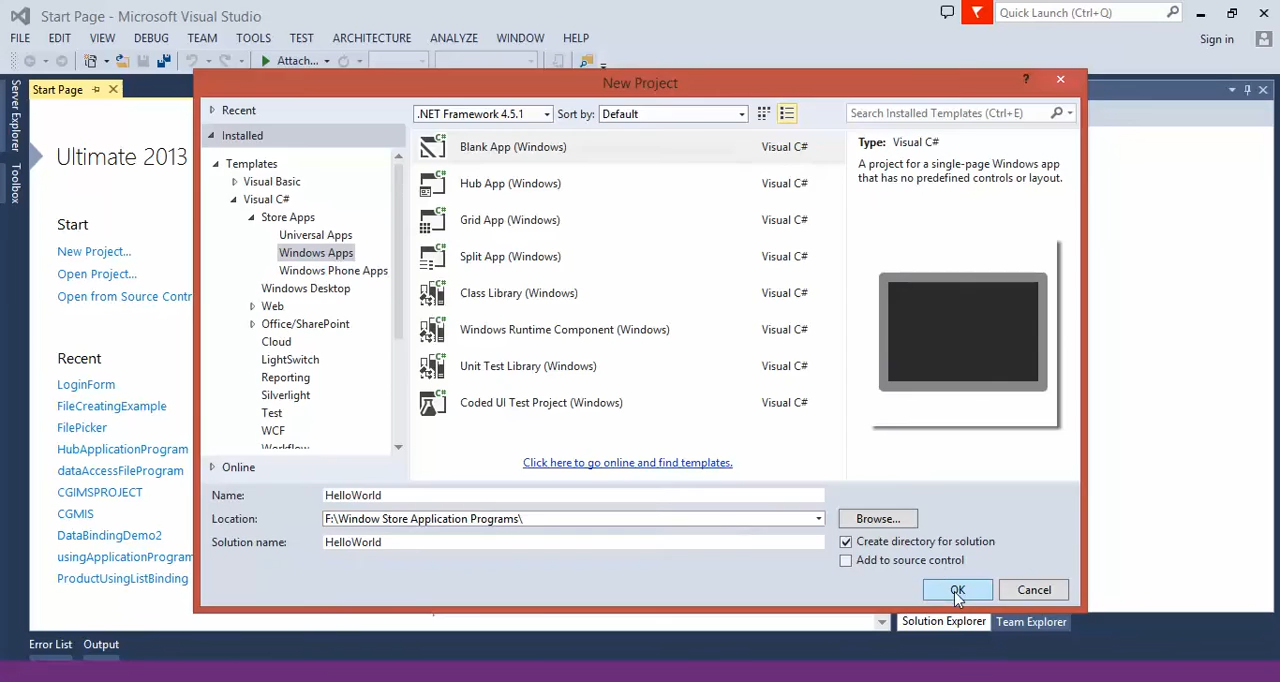 Start Page - Microsoft Visual Studio
Quick Launch (Ctrl+Q)
FILE EDIT VIEW DEBUG TEAM TOOLS TEST ARCHITECTURE ANALYZE WINDOW HELP
Sign in
Attach...
Server Explorer
Toolbox
Start Page
Ultimate 2013
Start
New Project...
Open Project...
Open from Source Contr
Recent
LoginForm
FileCreatingExample
FilePicker
HubApplicationProgram
dataAccessFileProgram
CGIMSPROJECT
CGMIS
DataBindingDemo2
usingApplicationProgram
ProductUsingListBinding
New Project
?
Recent
Installed
Templates
Visual Basic
Visual C#
Store Apps
Universal Apps
Windows Apps
Windows Phone Apps
Windows Desktop
Web
Office/SharePoint
Cloud
LightSwitch
Reporting
Silverlight
Test
WCF
Workflow
Online
.NET Framework 4.5.1 Sort by: Default
Search Installed Templates (Ctrl+E)
Blank App (Windows) Visual C#
Hub App (Windows) Visual C#
Grid App (Windows) Visual C#
Split App (Windows) Visual C#
Class Library (Windows) Visual C#
Windows Runtime Component (Windows) Visual C#
Unit Test Library (Windows) Visual C#
Coded UI Test Project (Windows) Visual C#
Click here to go online and find templates.
Type: Visual C#
A project for a single-page Windows app
that has no predefined controls or layout.
Name: HelloWorld
Location: F:\Window Store Application Programs\
Browse...
Solution name: HelloWorld
Create directory for solution
Add to source control
OK Cancel
Solution Explorer Team Explorer
Error List Output